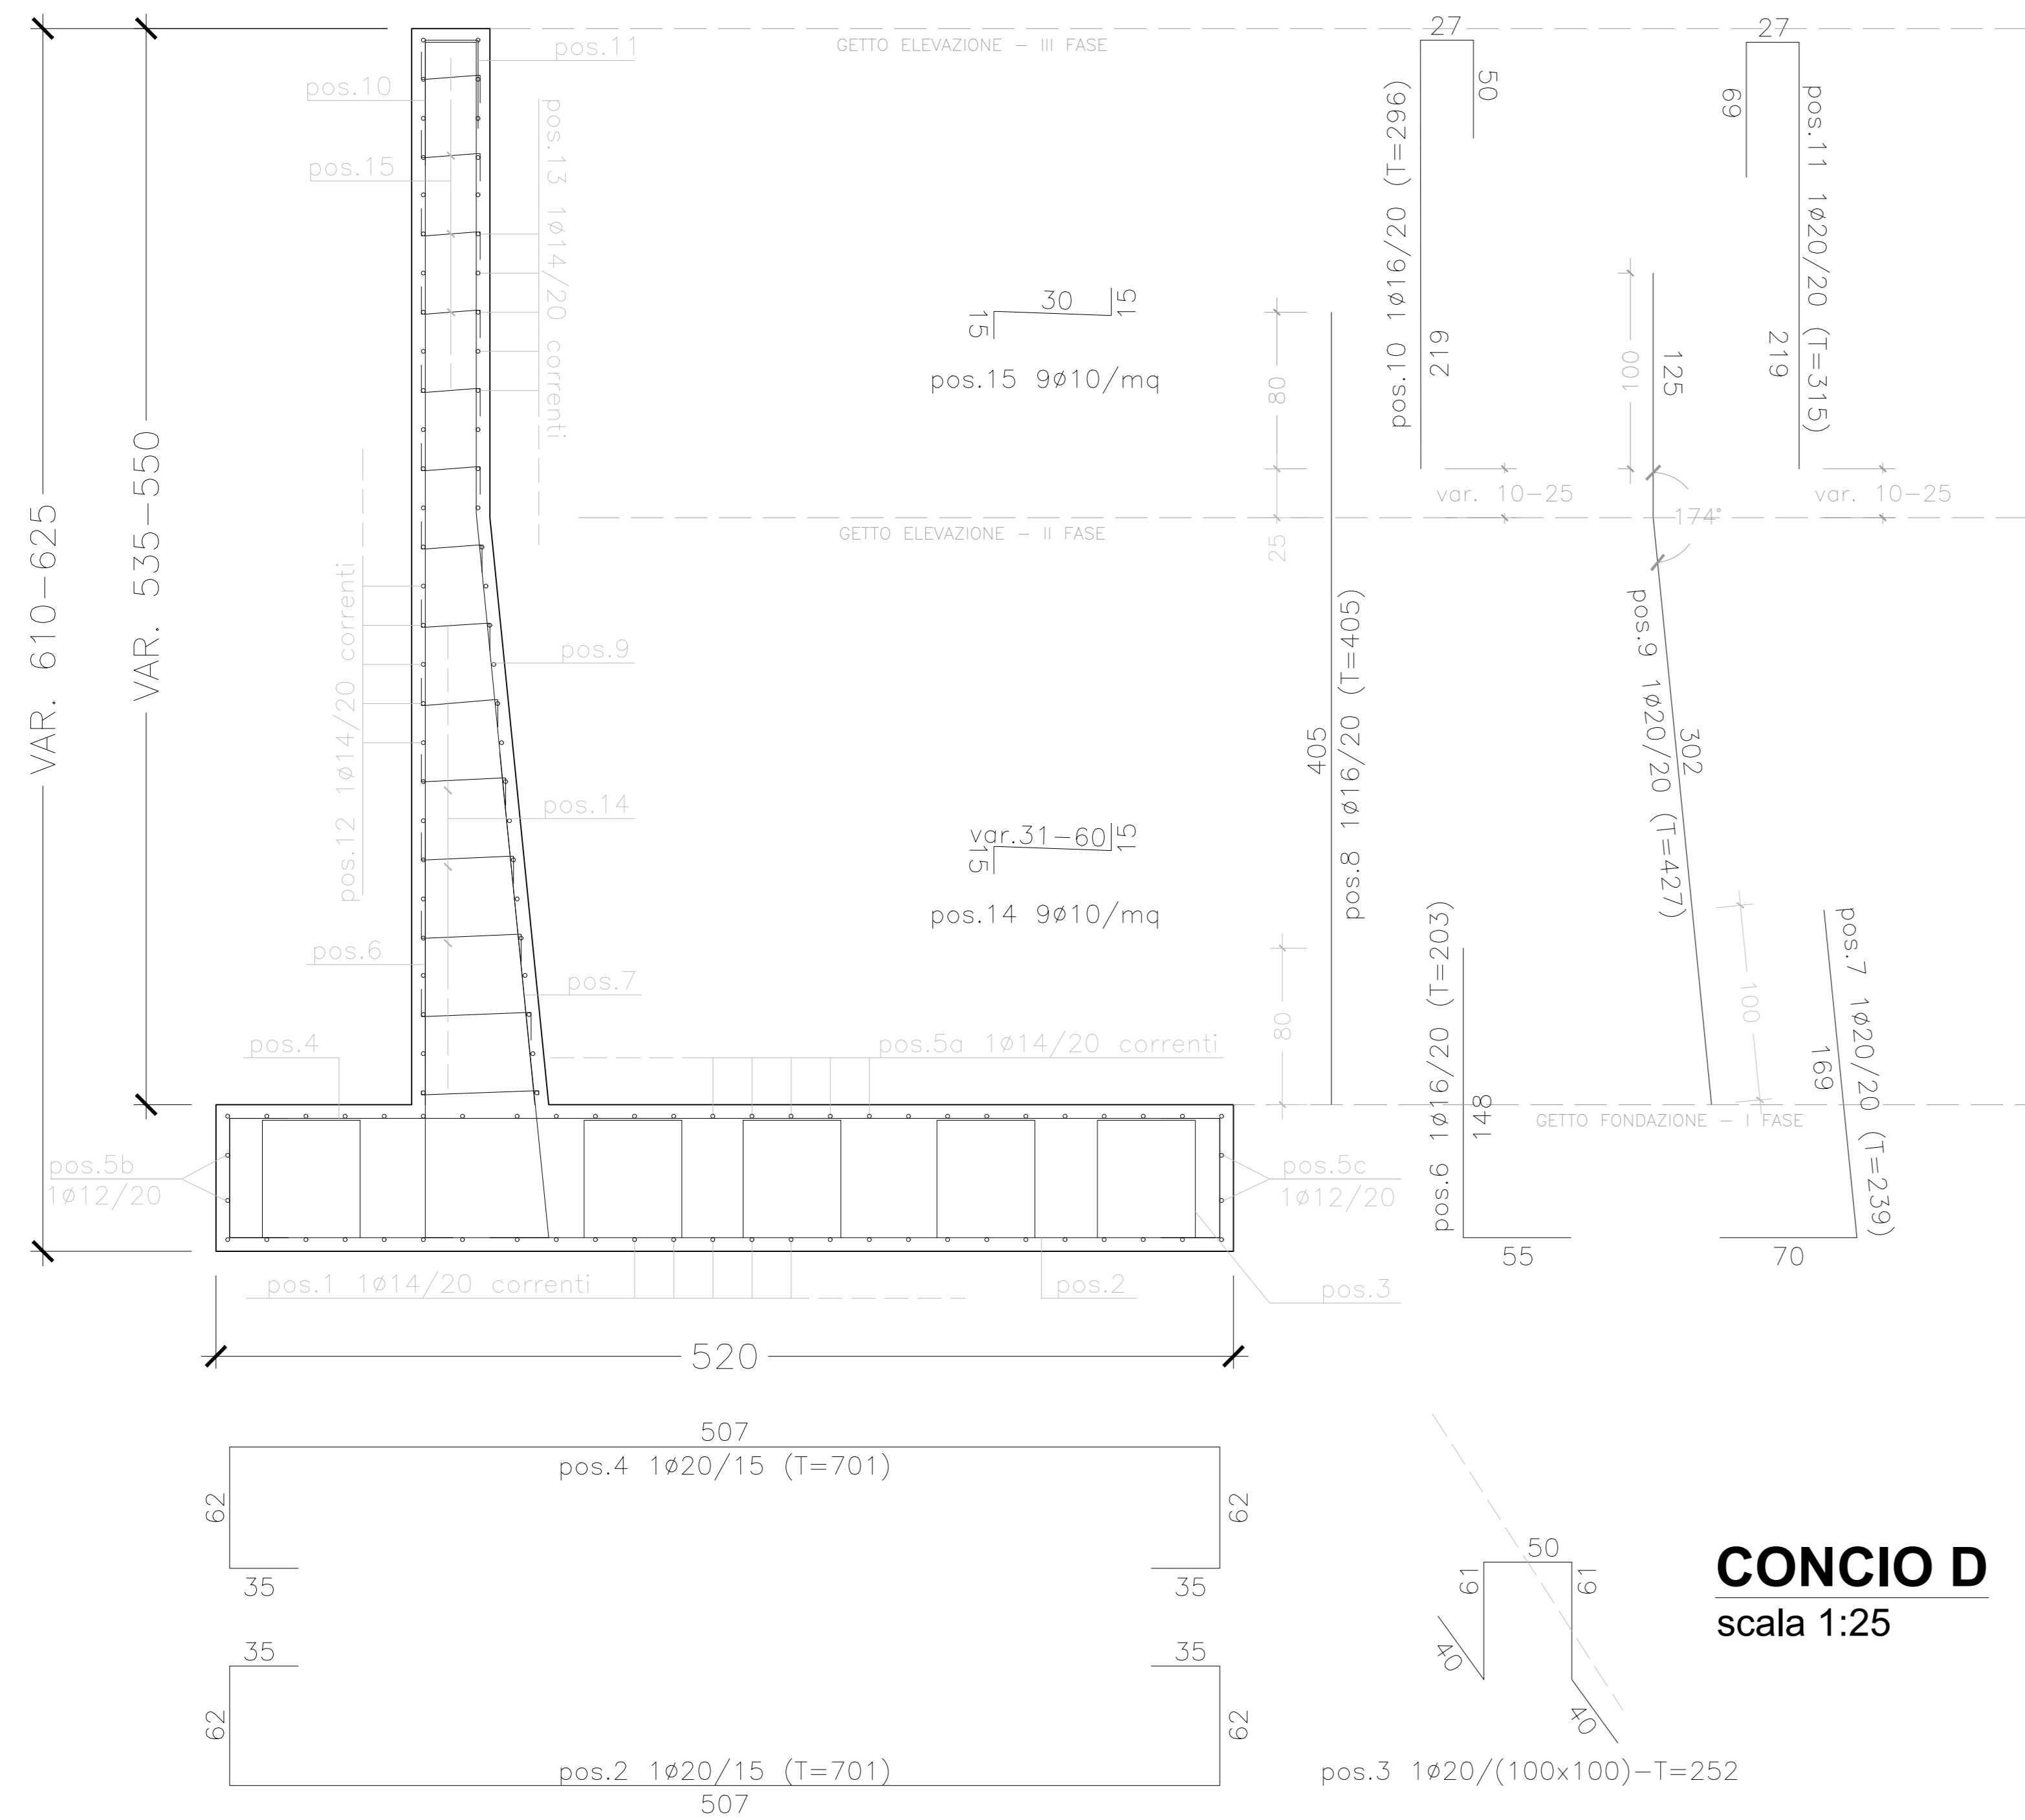 GETTO ELEVAZIONE - III FASE
pos.11
pos.10
pos.15
pos.13 1ø14/20 correnti
VAR. 610-625
VAR. 535-550
27
50
pos.10 1ø16/20 (T=296)
219
var. 10-25
27
69
pos.11 1ø20/20 (T=315)
219
var. 10-25
30
15
15
pos.15 9ø10/mq
80
25
100
125
174°
GETTO ELEVAZIONE - II FASE
pos.12 1ø14/20 correnti
pos.9
pos.14
pos.6
pos.7
405
pos.8 1ø16/20 (T=405)
pos.9 1ø20/20 (T=427)
302
var.31-60
15
15
pos.14 9ø10/mq
80
pos.6 1ø16/20 (T=203)
148
55
100
pos.7 1ø20/20 (T=239)
169
70
GETTO FONDAZIONE - I FASE
pos.4
pos.5a 1ø14/20 correnti
pos.5b
1ø12/20
pos.5c
1ø12/20
pos.1 1ø14/20 correnti
pos.2
pos.3
520
507
pos.4 1ø20/15 (T=701)
62
62
35
35
35
35
62
62
pos.2 1ø20/15 (T=701)
507
50
61
61
40
40
pos.3 1ø20/(100x100)-T=252
CONCIO D
scala 1:25